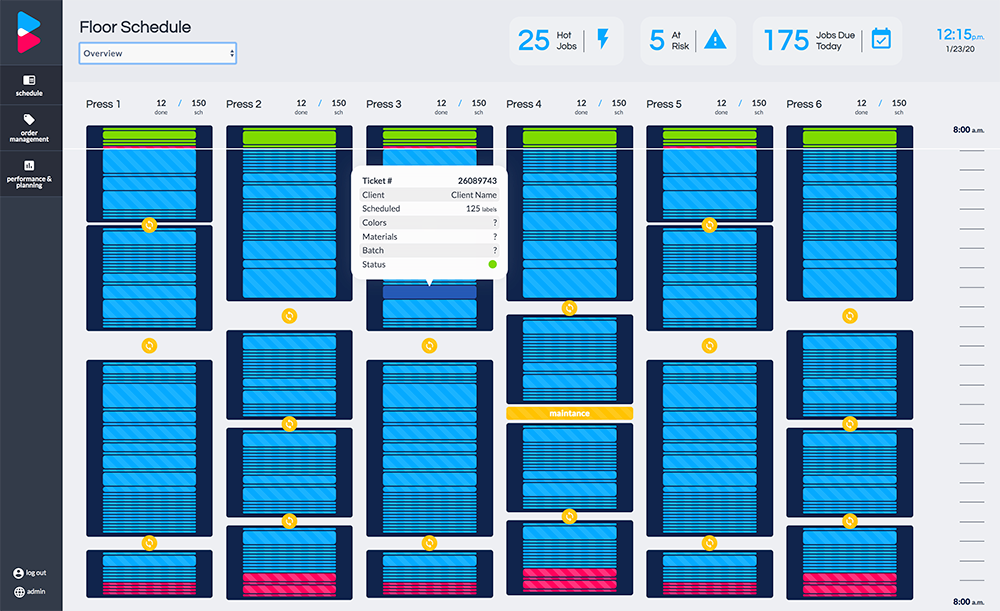 Floor Schedule
Overview
25 Hot Jobs
5 At Risk
175 Jobs Due Today
12:15p.m.
1/23/20
schedule
order management
performance & planning
Press 1 12 done / 150 sch
Press 2 12 done / 150 sch
Press 3 12 done / 150 sch
Press 4 12 done / 150 sch
Press 5 12 done / 150 sch
Press 6 12 done / 150 sch
8:00 a.m.
Ticket # 26089743
Client Client Name
Scheduled 125 labels
Colors ?
Materials ?
Batch ?
Status
maintance
log out
admin
8:00 a.m.